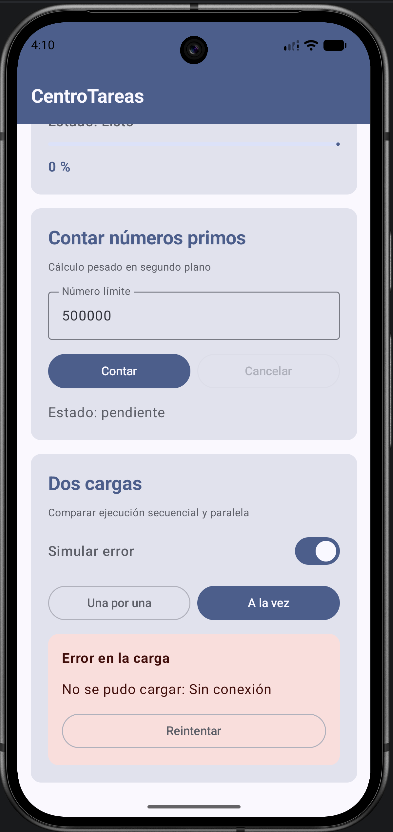 4:10
CentroTareas
Estado: Listo
0 %
Contar números primos
Cálculo pesado en segundo plano
Número límite
500000
Contar
Cancelar
Estado: pendiente
Dos cargas
Comparar ejecución secuencial y paralela
Simular error
Una por una
A la vez
Error en la carga
No se pudo cargar: Sin conexión
Reintentar